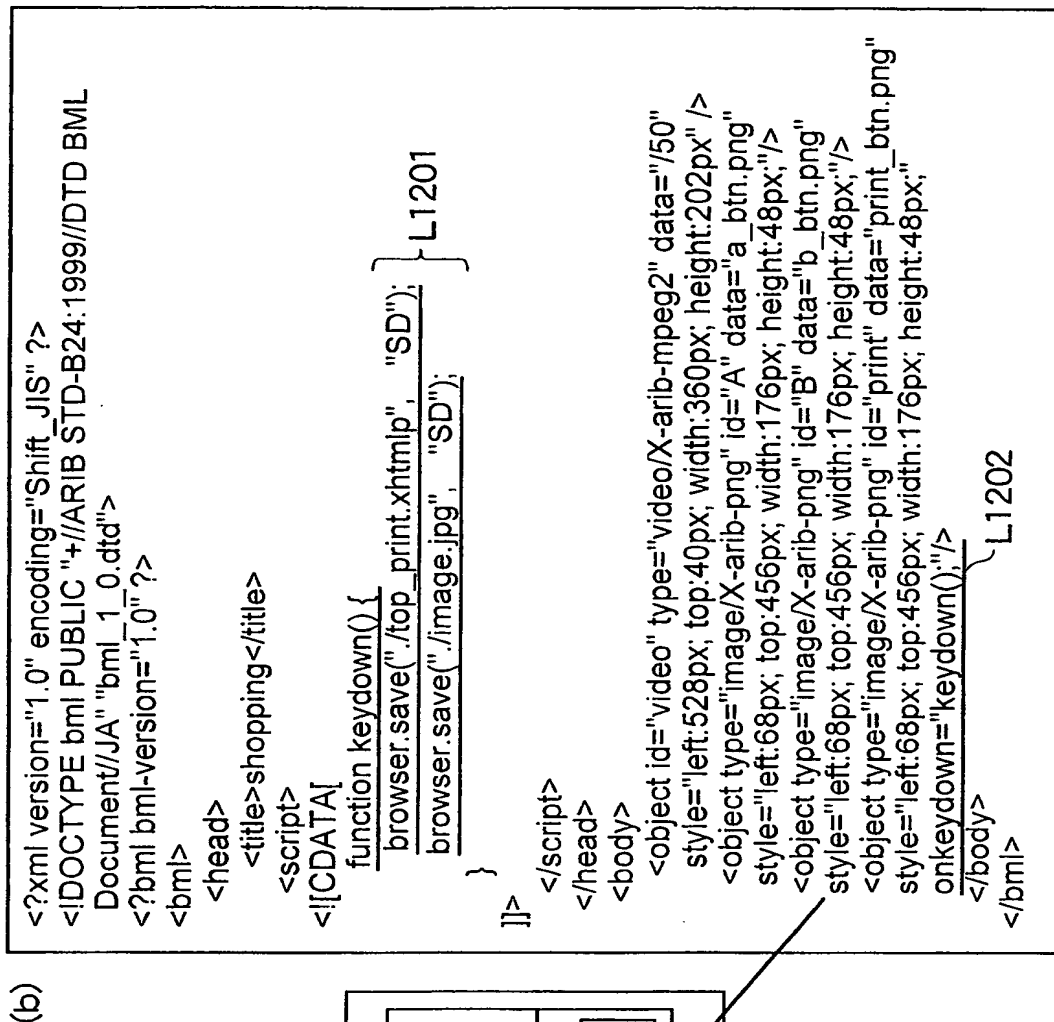 (b)
<?xml version="1.0" encoding="Shift_JIS" ?>
<!DOCTYPE bml PUBLIC "+//ARIB STD-B24:1999//DTD BML
Document//JA" "bml_1_0.dtd">
<?bml bml-version="1.0" ?>
<bml>
<head>
<title>shopping</title>
<script>
<![CDATA[
function keydown() {
browser.save("./top_print.xhtmlp", "SD");
browser.save("./image.jpg", "SD");
L1201
}
]]>
</script>
</head>
<body>
<object id="video" type="video/X-arib-mpeg2" data="/50"
style="left:528px; top:40px; width:360px; height:202px" />
<object type="image/X-arib-png" id="A" data="a_btn.png"
style="left:68px; top:456px; width:176px; height:48px;"/>
<object type="image/X-arib-png" id="B" data="b_btn.png"
style="left:68px; top:456px; width:176px; height:48px;"/>
<object type="image/X-arib-png" id="print" data="print_btn.png"
style="left:68px; top:456px; width:176px; height:48px;"
onkeydown="keydown();"/>
L1202
</body>
</bml>